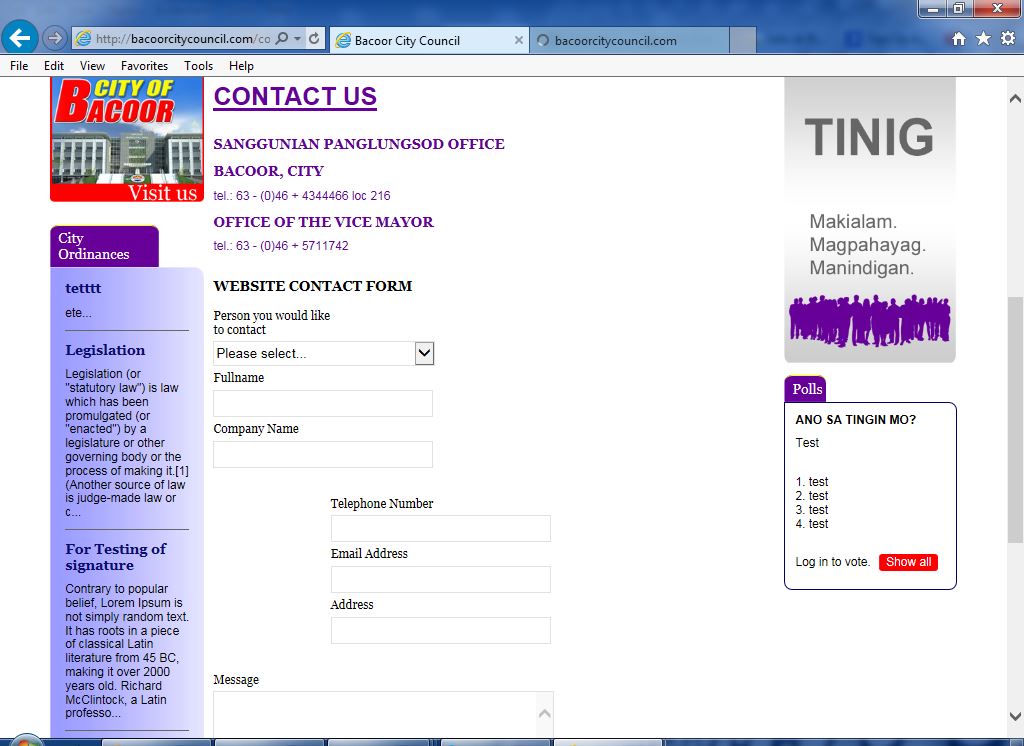 http://bacoorcitycouncil.com/co
Bacoor City Council
bacoorcitycouncil.com
File Edit View Favorites Tools Help
CITY OF
BACOOR
Visit us
City
Ordinances
tetttt
ete...
Legislation
Legislation (or
"statutory law") is law
which has been
promulgated (or
"enacted") by a
legislature or other
governing body or the
process of making it.[1]
(Another source of law
is judge-made law or
c...
For Testing of
signature
Contrary to popular
belief, Lorem Ipsum is
not simply random text.
It has roots in a piece
of classical Latin
literature from 45 BC,
making it over 2000
years old. Richard
McClintock, a Latin
professo...
CONTACT US
SANGGUNIAN PANGLUNGSOD OFFICE
BACOOR, CITY
tel.: 63 - (0)46 + 4344466 loc 216
OFFICE OF THE VICE MAYOR
tel.: 63 - (0)46 + 5711742
WEBSITE CONTACT FORM
Person you would like
to contact
Please select...
Fullname
Company Name
Telephone Number
Email Address
Address
Message
TINIG
Makialam.
Magpahayag.
Manindigan.
Polls
ANO SA TINGIN MO?
Test
1. test
2. test
3. test
4. test
Log in to vote. Show all